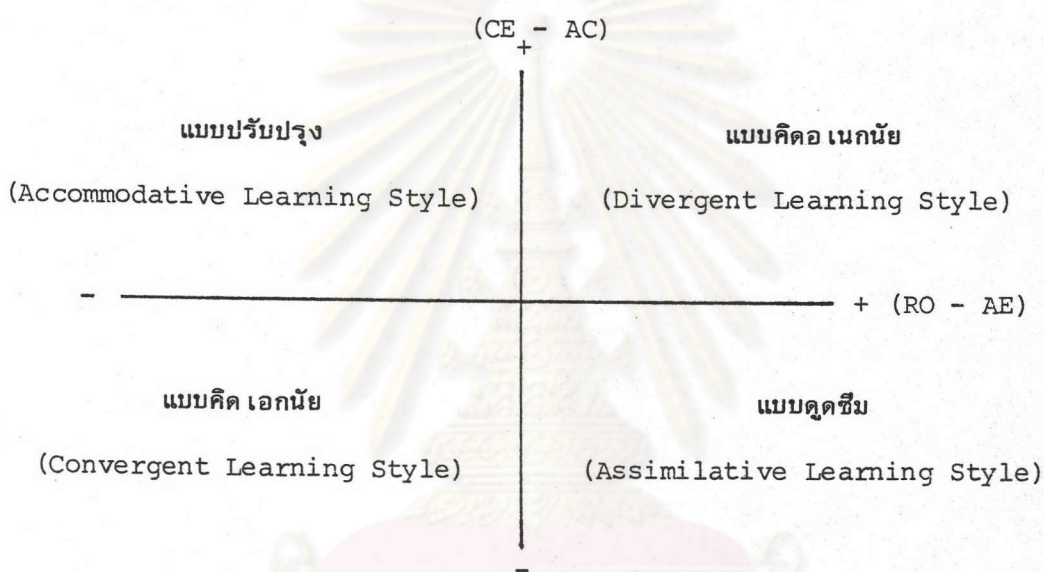 (CE - AC)
+
แบบปรับปรุง
แบบคิดอเนกนัย
(Accommodative Learning Style)
(Divergent Learning Style)
-
+ (RO - AE)
แบบคิดเอกนัย
แบบดูดซึม
(Convergent Learning Style)
(Assimilative Learning Style)
-